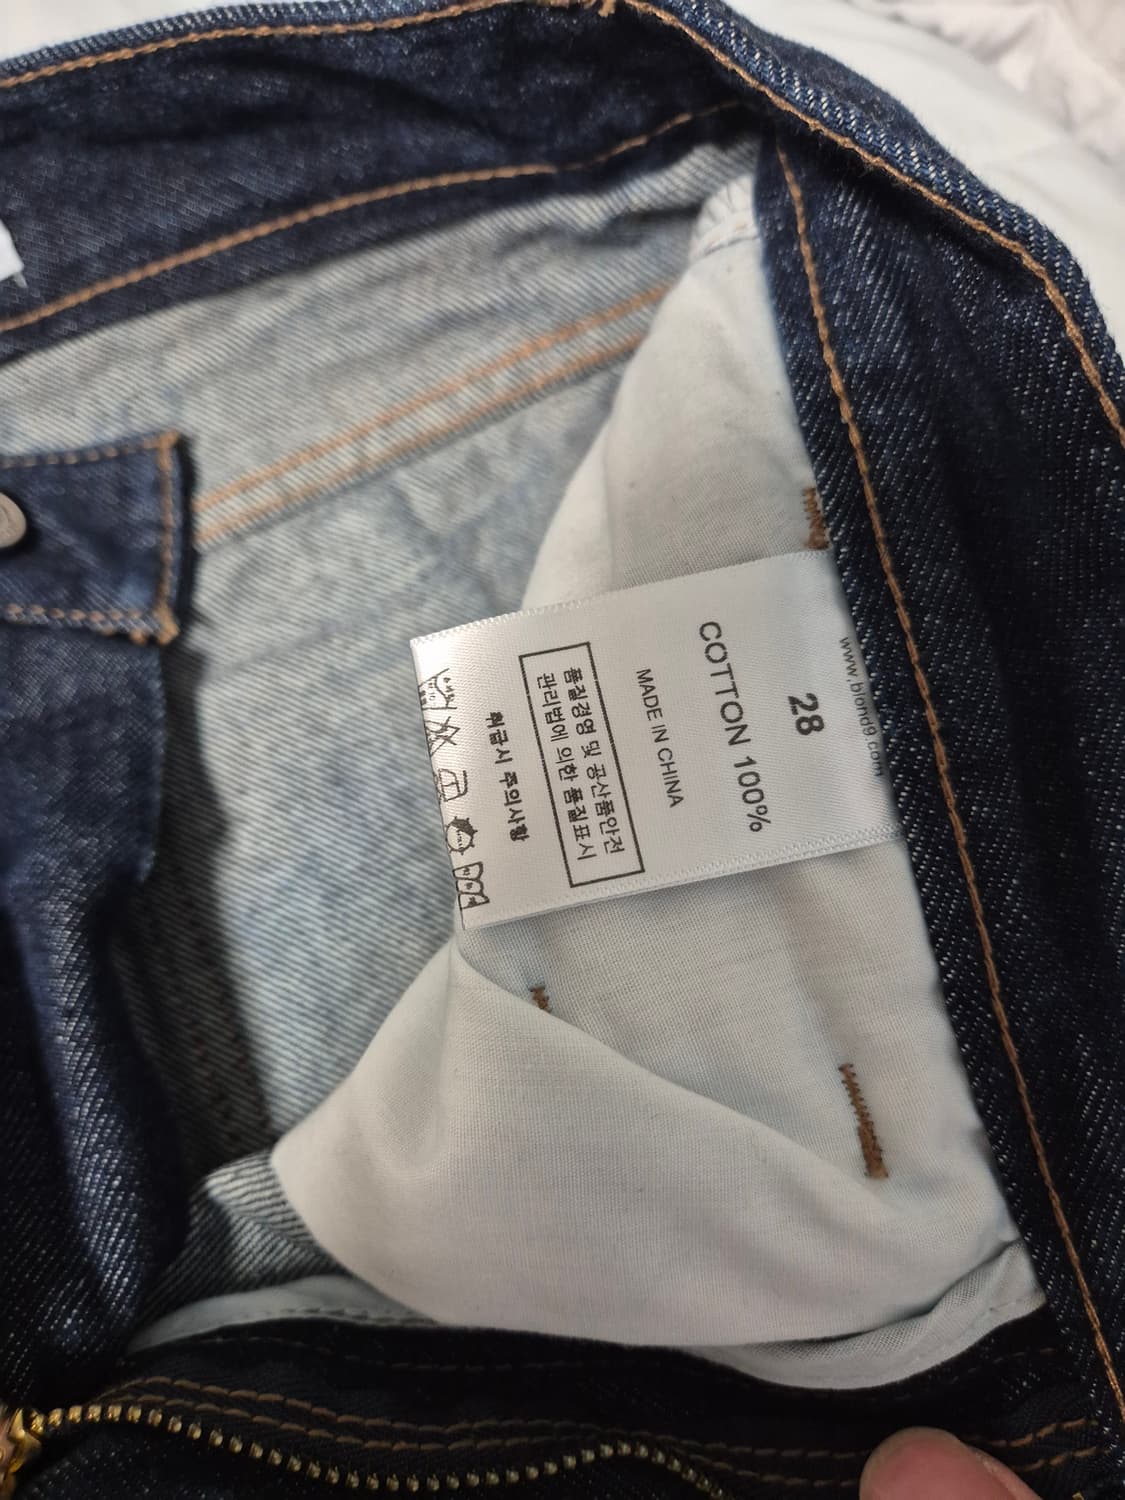 www.blond9.com
28
COTTON 100%
MADE IN CHINA
품질경영 및 공산품안전
관리법에 의한 품질표시
취급시 주의사항